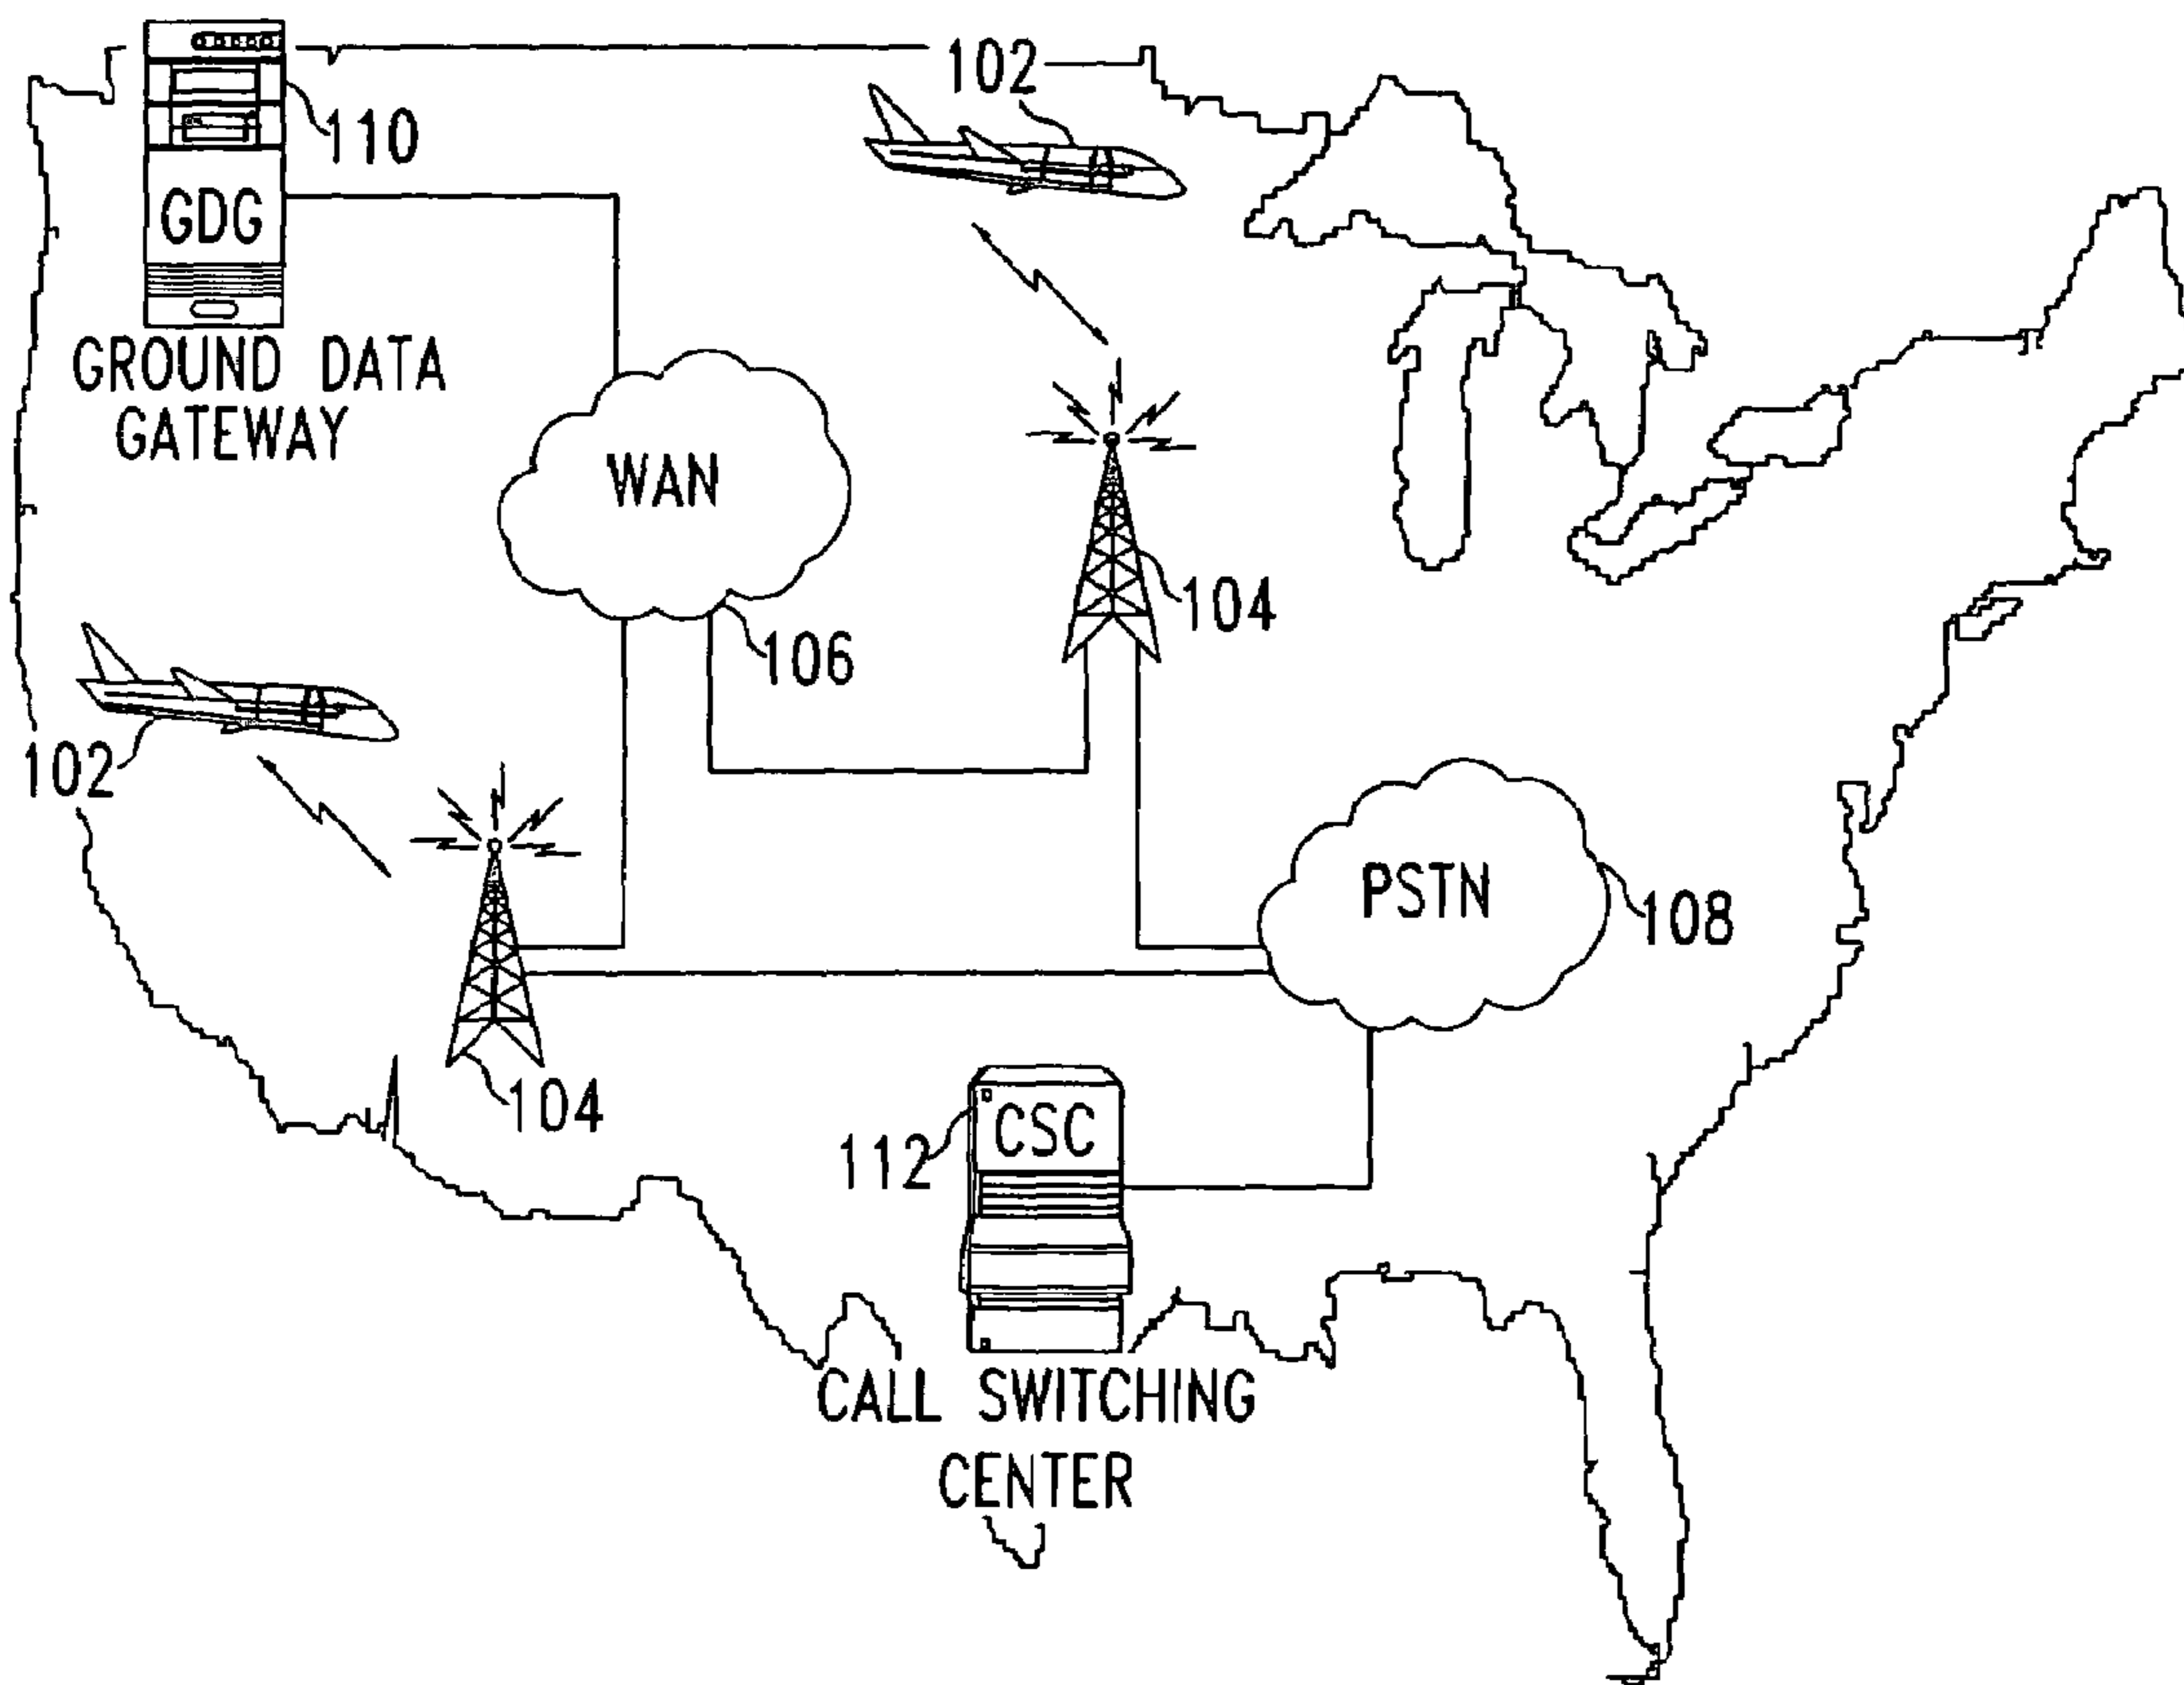 102
110
GDG
GROUND DATA
GATEWAY
WAN
104
106
102
PSTN
108
104
CSC
112
CALL SWITCHING
CENTER